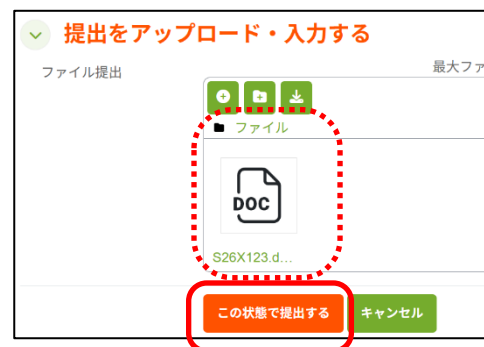 提出をアップロード・入力する
ファイル提出
最大ファ
ファイル
DOC
S26X123.d...
この状態で提出する
キャンセル